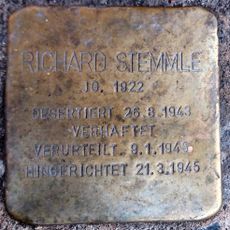 RICHARD STEMMLE
JG. 1922
DESERTIERT 26.8.1943
VERHAFTET
VERURTEILT 9.1.1945
HINGERICHTET 21.3.1945